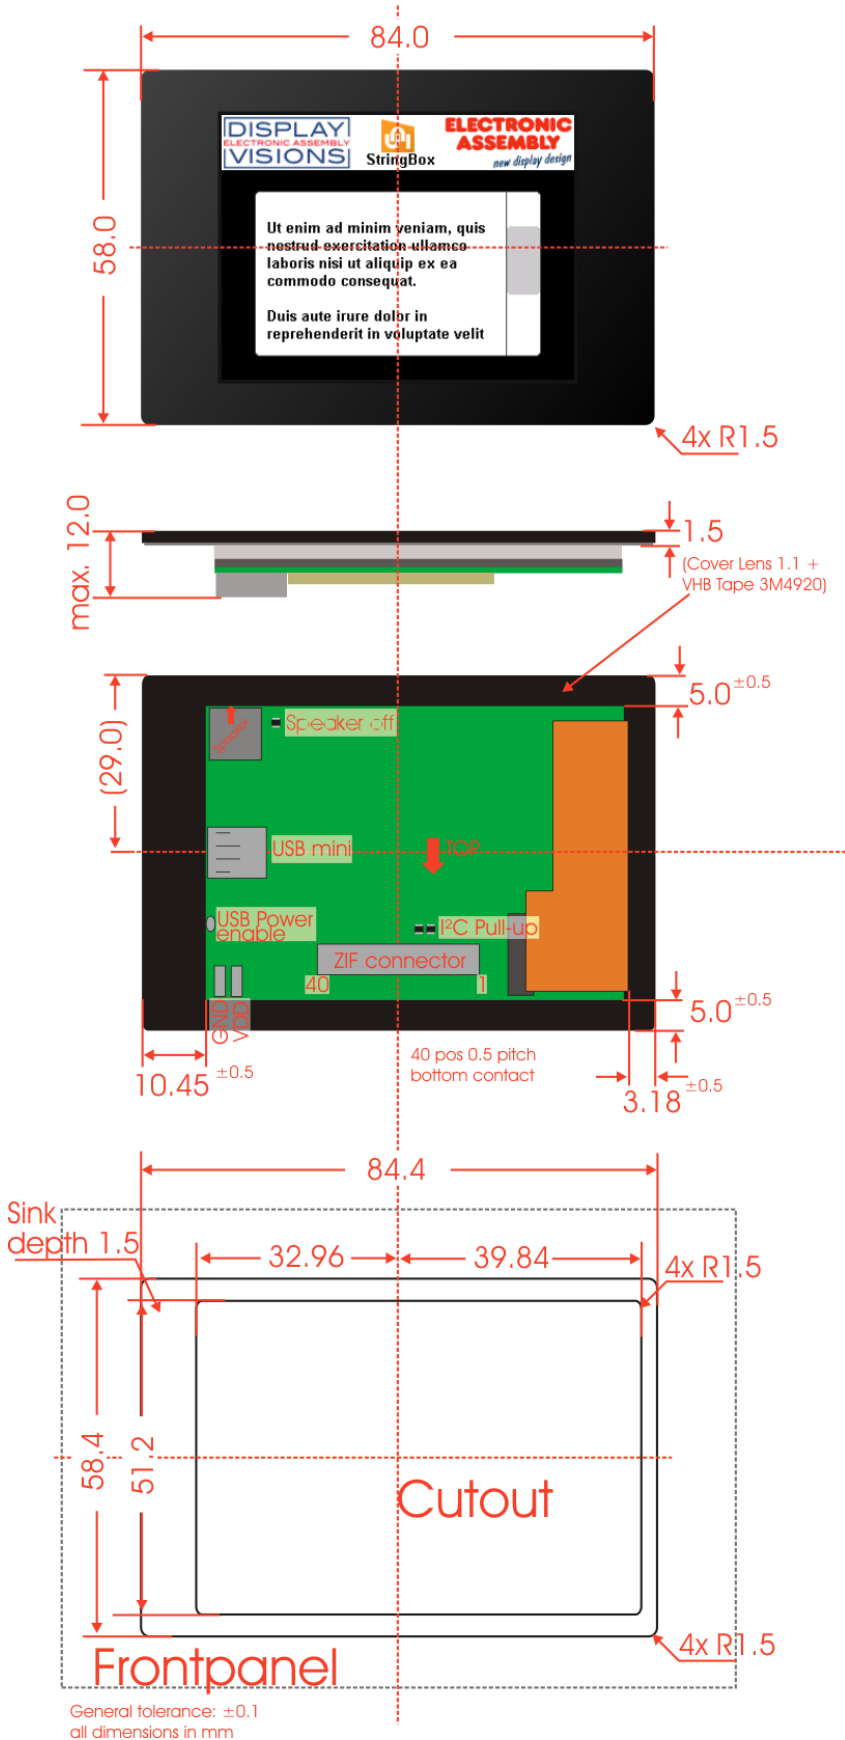 84.0
58.0
DISPLAY
ELECTRONIC ASSEMBLY
VISIONS
StringBox
ELECTRONIC
ASSEMBLY
new display design
Ut enim ad minim veniam, quis
nostrud exercitation ullamco
laboris nisi ut aliquip ex ea
commodo consequat.
Duis aute irure dolor in
reprehenderit in voluptate velit
4x R1.5
max. 12.0
1.5
(Cover Lens 1.1 +
VHB Tape 3M4920)
5.0 ±0.5
(29.0)
Speaker
Speaker off
USB mini
TOP
USB Power
enable
I²C Pull-up
ZIF connector
40
1
GND
VDD
5.0 ±0.5
10.45 ±0.5
40 pos 0.5 pitch
bottom contact
3.18 ±0.5
84.4
Sink
depth 1.5
32.96
39.84
4x R1.5
58.4
51.2
Cutout
4x R1.5
Frontpanel
General tolerance: ±0.1
all dimensions in mm